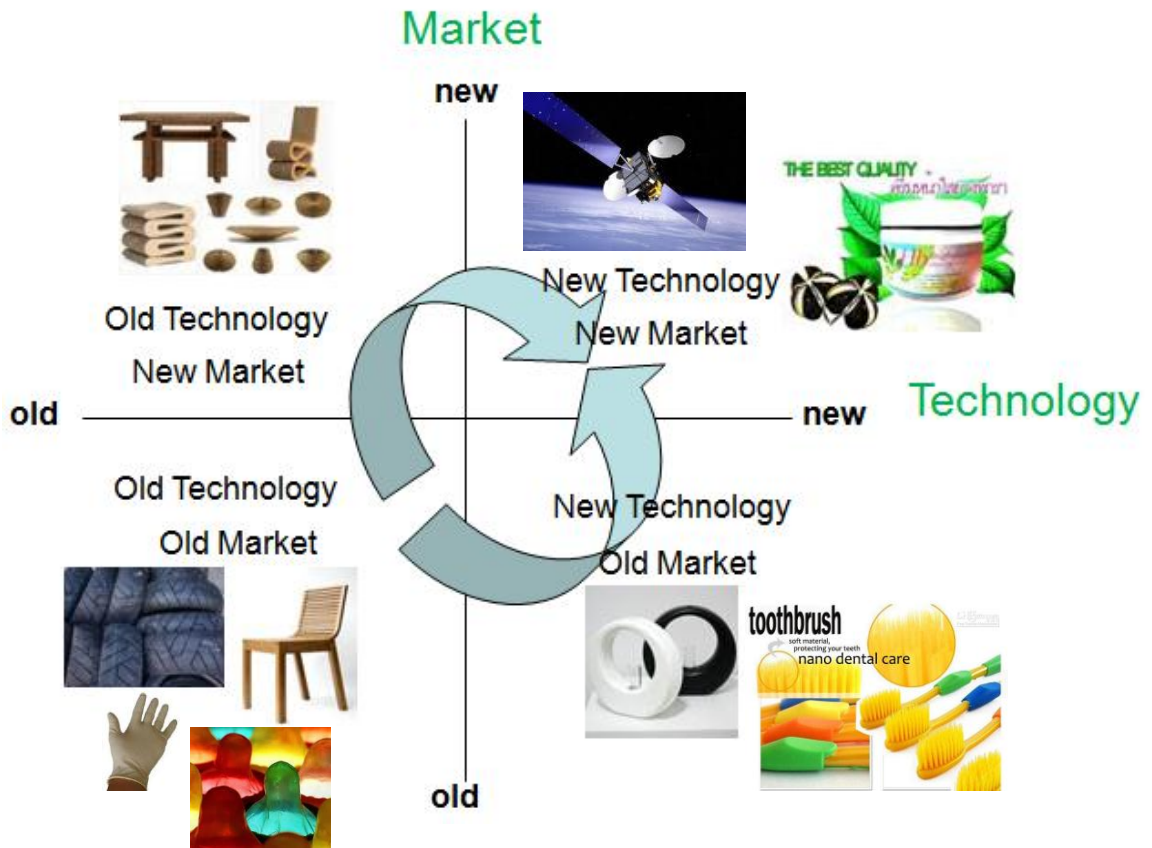 Market
new
THE BEST QUALITY
New Technology
New Market
Old Technology
New Market
old
new
Technology
Old Technology
Old Market
New Technology
Old Market
toothbrush
soft material,
protecting your teeth
nano dental care
old